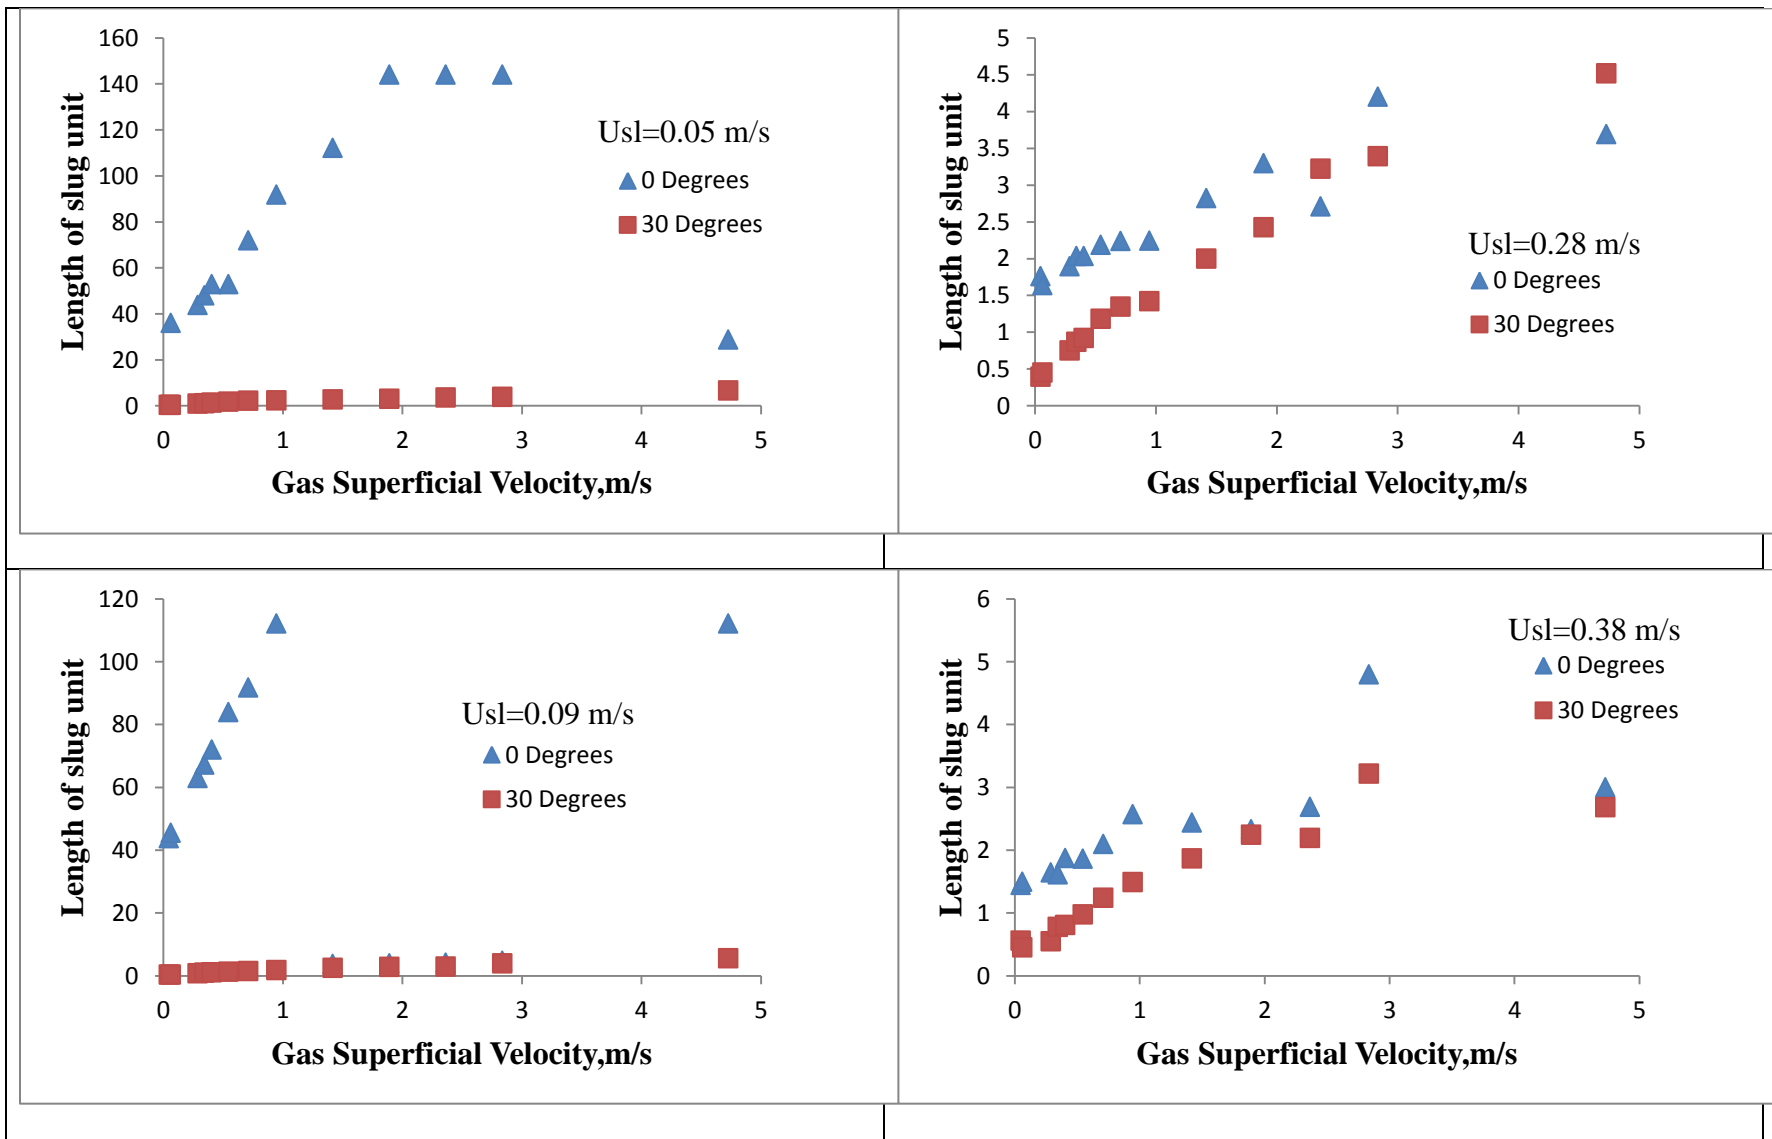 160
140
120
100
80
60
40
20
0
0 1 2 3 4 5
Length of slug unit
Gas Superficial Velocity,m/s
Usl=0.05 m/s
0 Degrees
30 Degrees
5
4.5
4
3.5
3
2.5
2
1.5
1
0.5
0
0 1 2 3 4 5
Length of slug unit
Gas Superficial Velocity,m/s
Usl=0.28 m/s
0 Degrees
30 Degrees
120
100
80
60
40
20
0
0 1 2 3 4 5
Length of slug unit
Gas Superficial Velocity,m/s
Usl=0.09 m/s
0 Degrees
30 Degrees
6
5
4
3
2
1
0
0 1 2 3 4 5
Length of slug unit
Gas Superficial Velocity,m/s
Usl=0.38 m/s
0 Degrees
30 Degrees